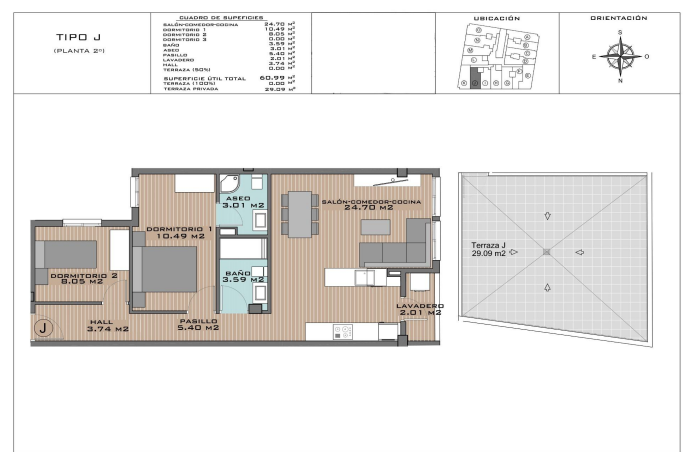 TIPO J
(PLANTA 2º)
CUADRO DE SUPEFICIES
SALÓN-COMEDOR-COCINA 24.70 M²
DORMITORIO 1 10.49 M²
DORMITORIO 2 8.05 M²
DORMITORIO 3 0.00 M²
BAÑO 3.59 M²
ASEO 3.01 M²
PASILLO 5.40 M²
LAVADERO 2.01 M²
HALL 3.74 M²
TERRAZA (50%) 0.00 M²
SUPERFICIE ÚTIL TOTAL 60.99 M²
TERRAZA (100%) 0.00 M²
TERRAZA PRIVADA 29.09 M²
UBICACIÓN
ORIENTACIÓN
S
E O
N
ASEO
3.01 M2
SALÓN-COMEDOR-COCINA
24.70 M2
DORMITORIO 1
10.49 M2
Terraza J
29.09 m2
DORMITORIO 2
8.05 M2
BAÑO
3.59 M2
LAVADERO
2.01 M2
HALL
3.74 M2
PASILLO
5.40 M2
J